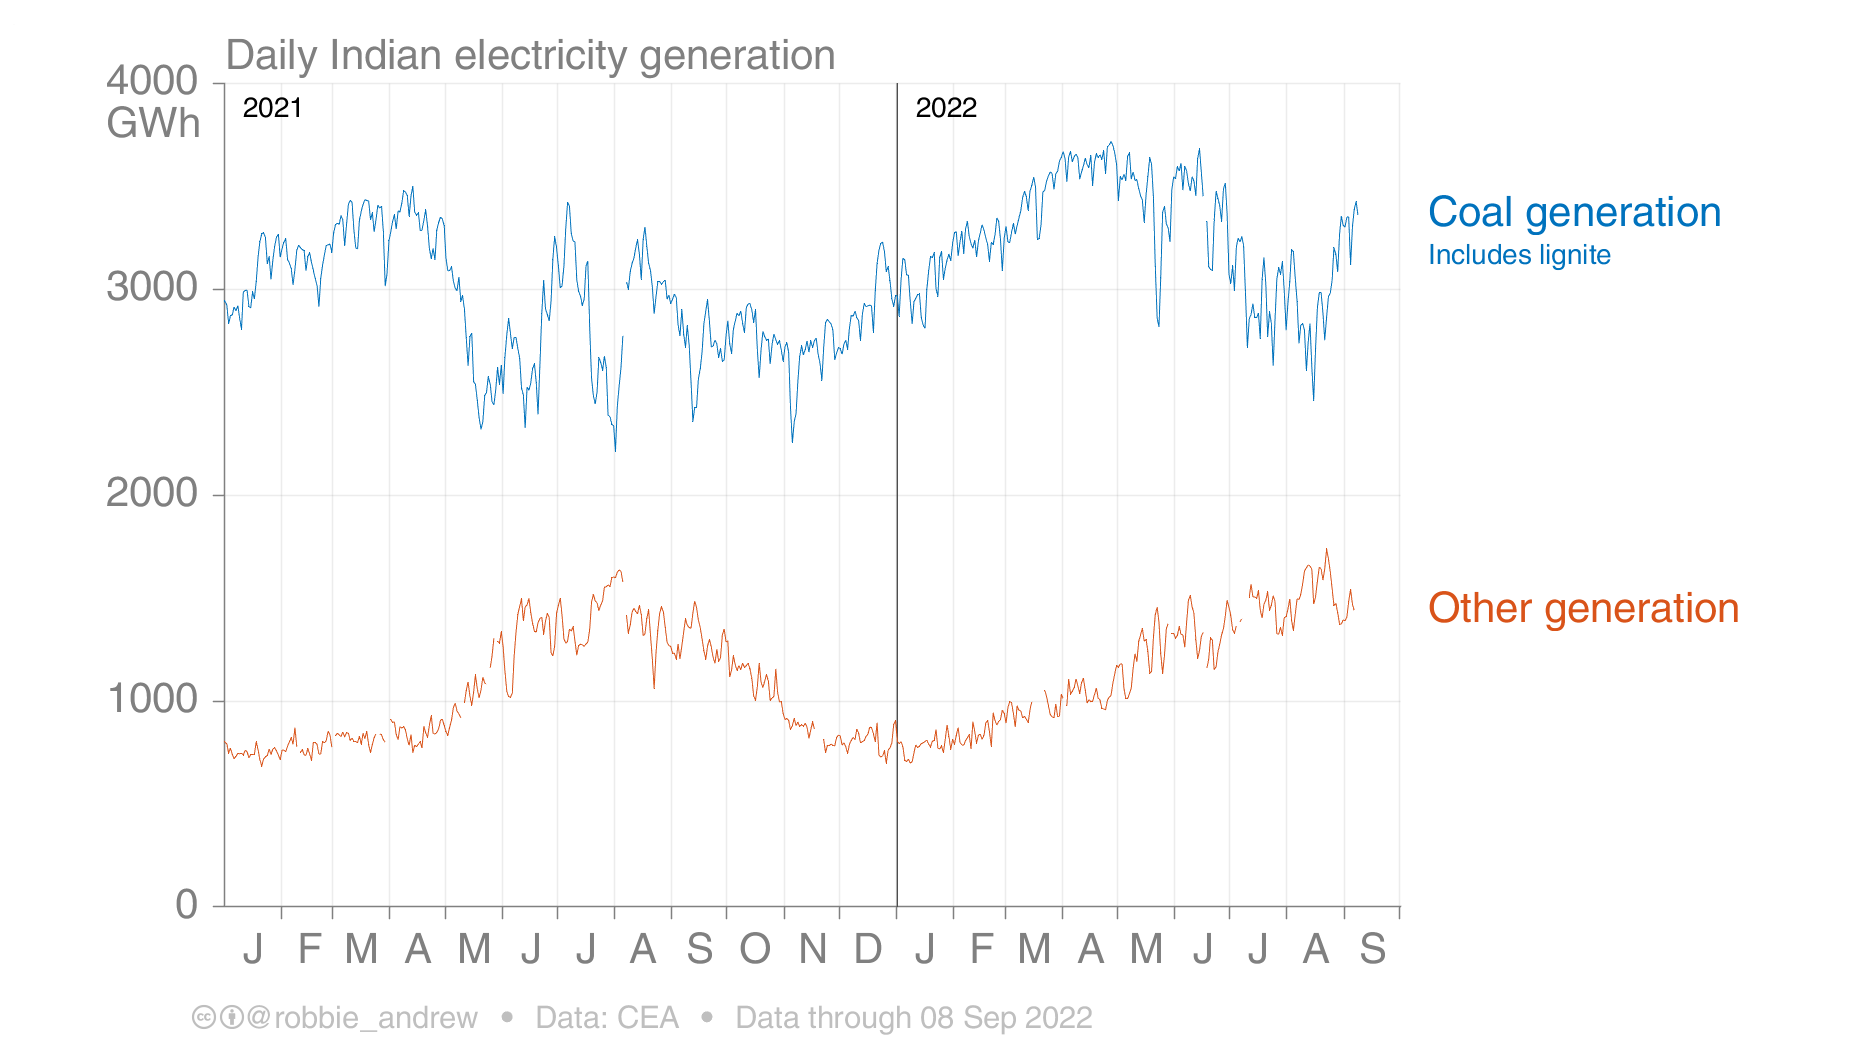 Daily Indian electricity generation
4000
GWh
2021
2022
3000
2000
1000
0
Coal generation
Includes lignite
Other generation
J F M A M J J A S O N D J F M A M J J A S
cc @robbie_andrew • Data: CEA • Data through 08 Sep 2022